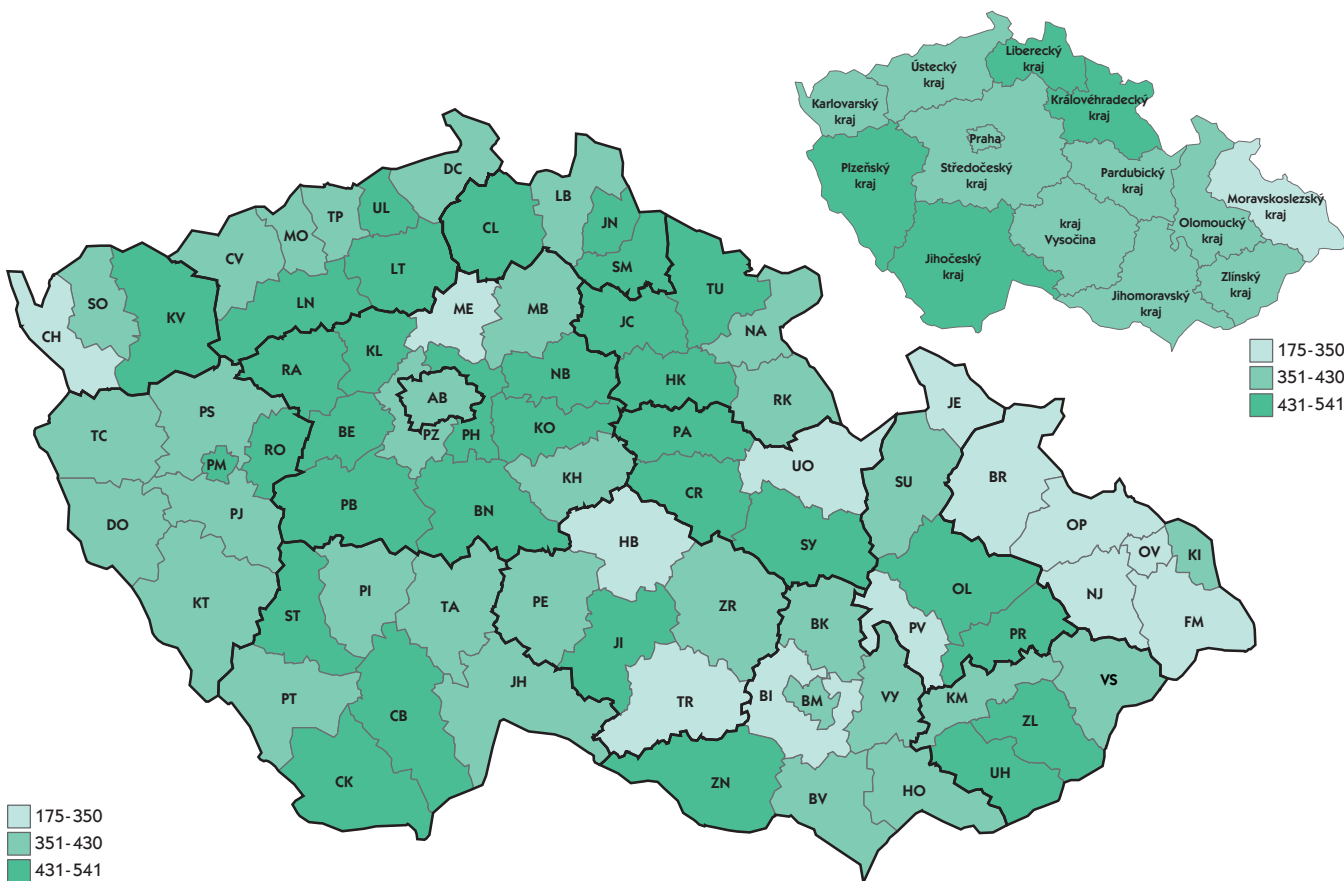 Liberecký
kraj
Ústecký
kraj
Karlovarský
kraj
Královéhradecký
kraj
Praha
Plzeňský
kraj
Středočeský
kraj
Pardubický
kraj
Moravskoslezský
kraj
kraj
Vysočina
Olomoucký
kraj
Jihočeský
kraj
Zlínský
kraj
Jihomoravský
kraj
175-350
351-430
431-541
DC
LB
UL
TP
JN
CL
MO
CV
LT
SM
SO
KV
LN
ME
MB
TU
JC
NA
CH
KL
RA
NB
HK
AB
RK
JE
PS
TC
BE
PZ
PH
KO
PA
RO
PM
UO
KH
SU
BR
CR
PB
BN
DO
PJ
OP
HB
SY
OV
KI
KT
PI
TA
PE
ZR
OL
NJ
ST
BK
PV
FM
PR
JI
VS
PT
JH
TR
BI
BM
VY
KM
CB
ZL
CK
ZN
UH
BV
HO
175-350
351-430
431-541